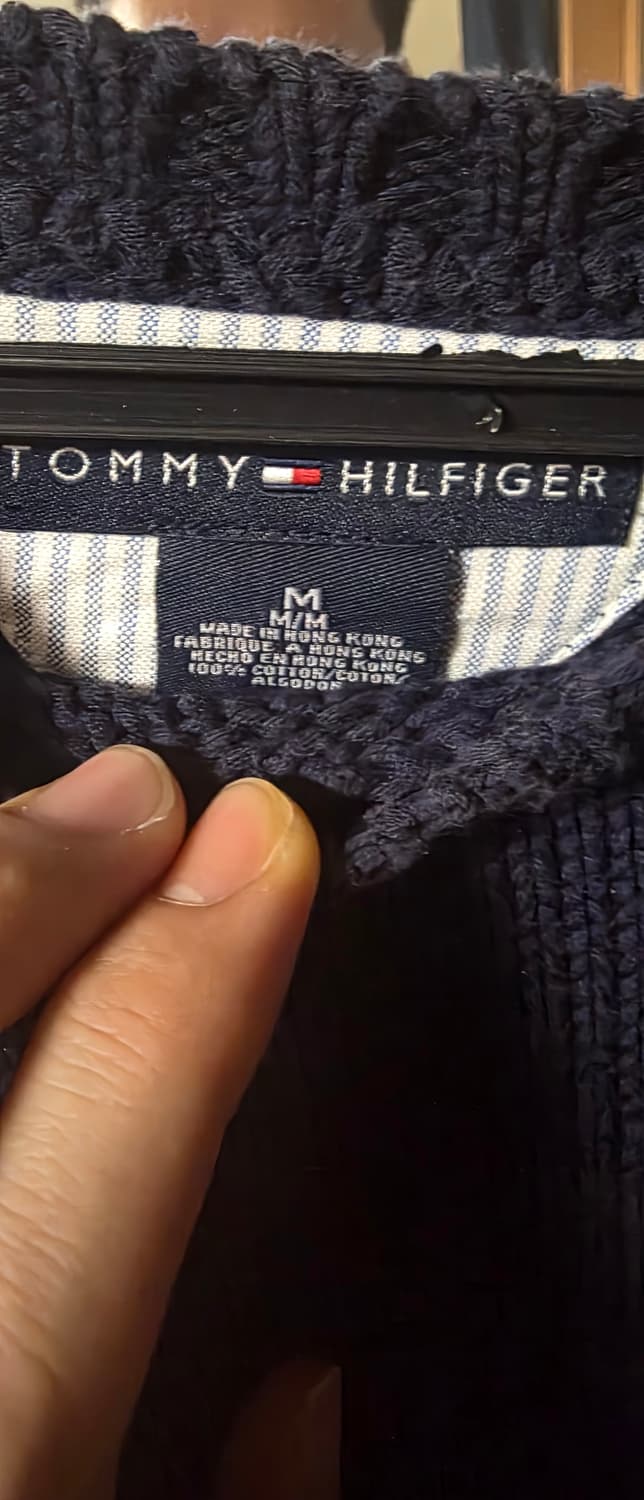 TOMMY HILFIGER
M
M/M
MADE IN HONG KONG
FABRIQUE A HONG KONG
HECHO EN HONG KONG
100% COTTON/COTON/
ALGODON